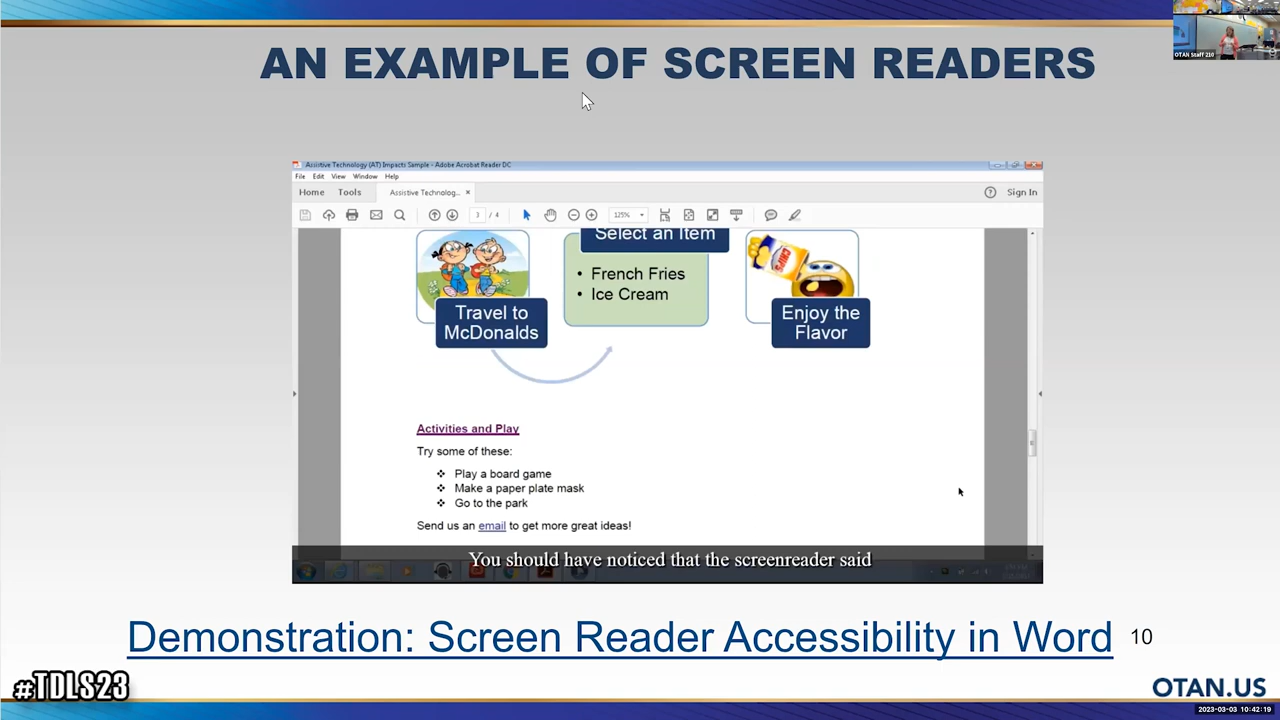 AN EXAMPLE OF SCREEN READERS
OTAN Staff 210
Assistive Technology (AT) Impacts Sample - Adobe Acrobat Reader DC
File Edit View Window Help
Home Tools Assistive Technolog... × Sign In
3 / 4 125%
Select an Item
• French Fries
• Ice Cream
CHIPS
Travel to
McDonalds
Enjoy the
Flavor
Activities and Play
Try some of these:
❖ Play a board game
❖ Make a paper plate mask
❖ Go to the park
Send us an email to get more great ideas!
You should have noticed that the screenreader said
Demonstration: Screen Reader Accessibility in Word 10
#TDLS23
OTAN.US
2023-03-03 10:42:19